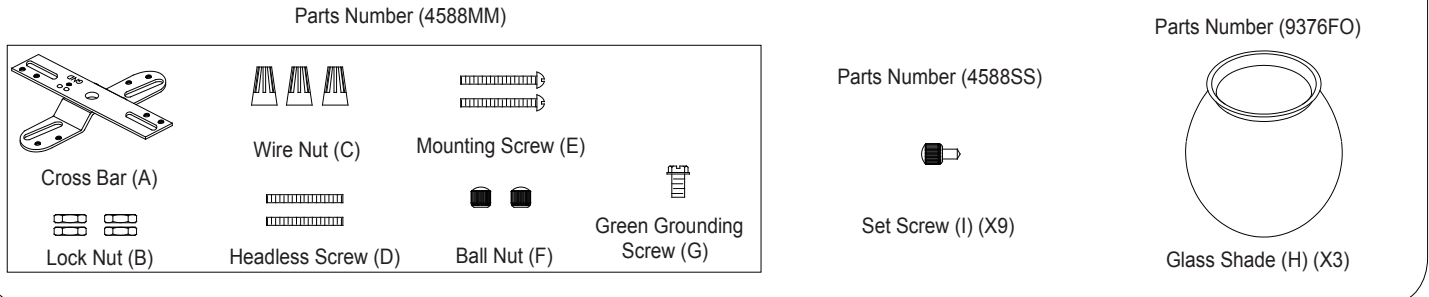 Parts Number (4588MM)
GND
Cross Bar (A)
Wire Nut (C)
Mounting Screw (E)
Lock Nut (B)
Headless Screw (D)
Ball Nut (F)
Green Grounding
Screw (G)
Parts Number (4588SS)
Set Screw (I) (X9)
Parts Number (9376FO)
Glass Shade (H) (X3)